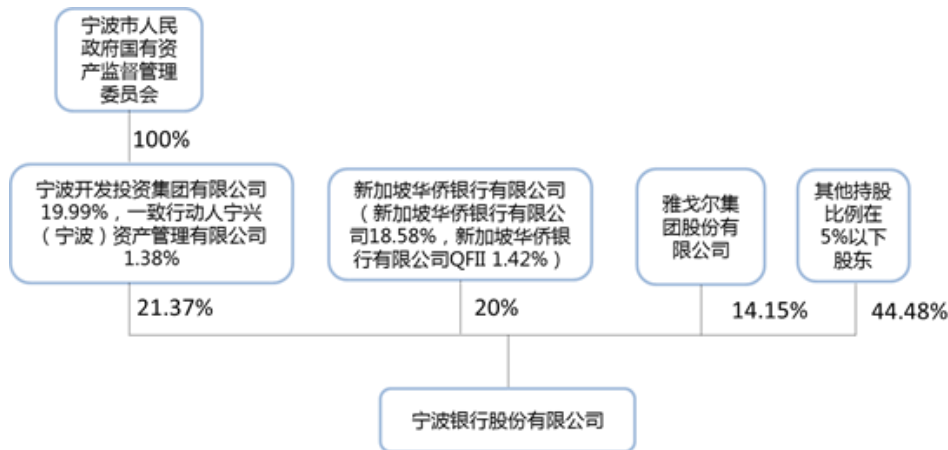 宁波市人民
政府国有资
产监督管理
委员会
100%
宁波开发投资集团有限公司
19.99%，一致行动人宁兴
（宁波）资产管理有限公司
1.38%
新加坡华侨银行有限公司
（新加坡华侨银行有限公
司18.58%，新加坡华侨银
行有限公司QFII 1.42%）
雅戈尔集
团股份有
限公司
其他持股
比例在
5%以下
股东
21.37%
20%
14.15%
44.48%
宁波银行股份有限公司